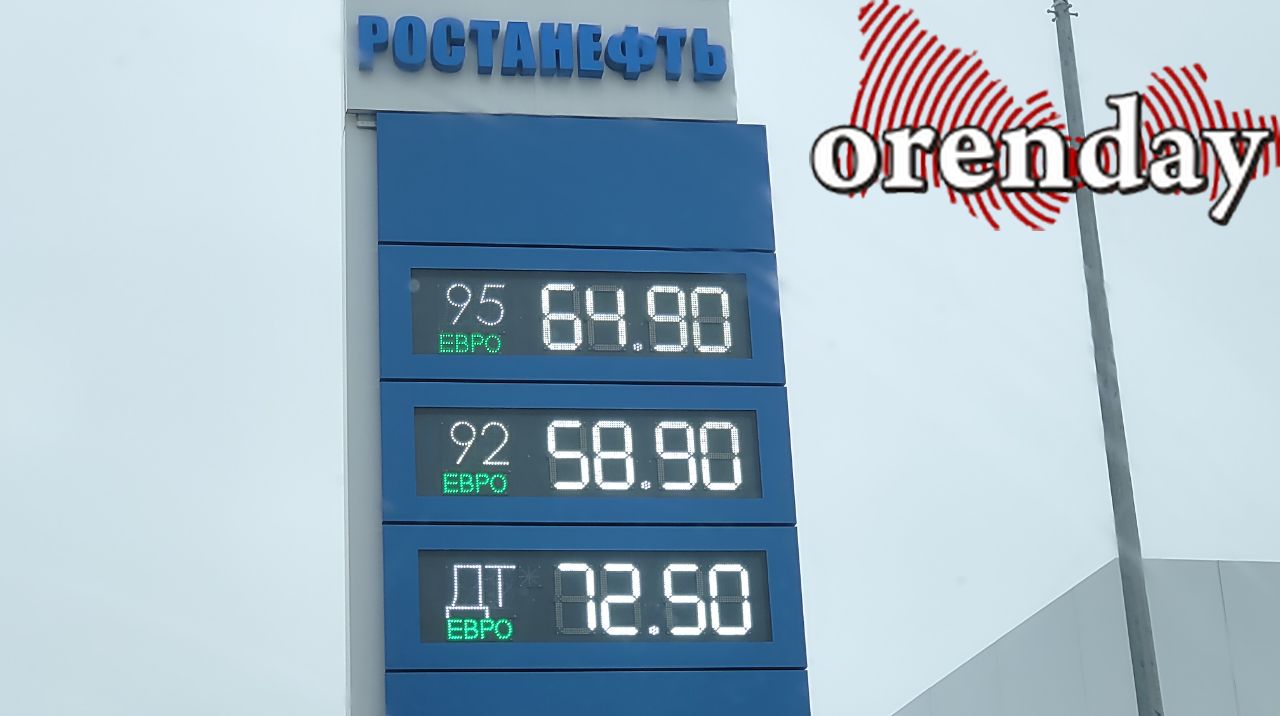 РОСТАНЕФТЬ
orenday
95 64.90
ЕВРО
92 58.90
ЕВРО
ДТ 72.50
ЕВРО